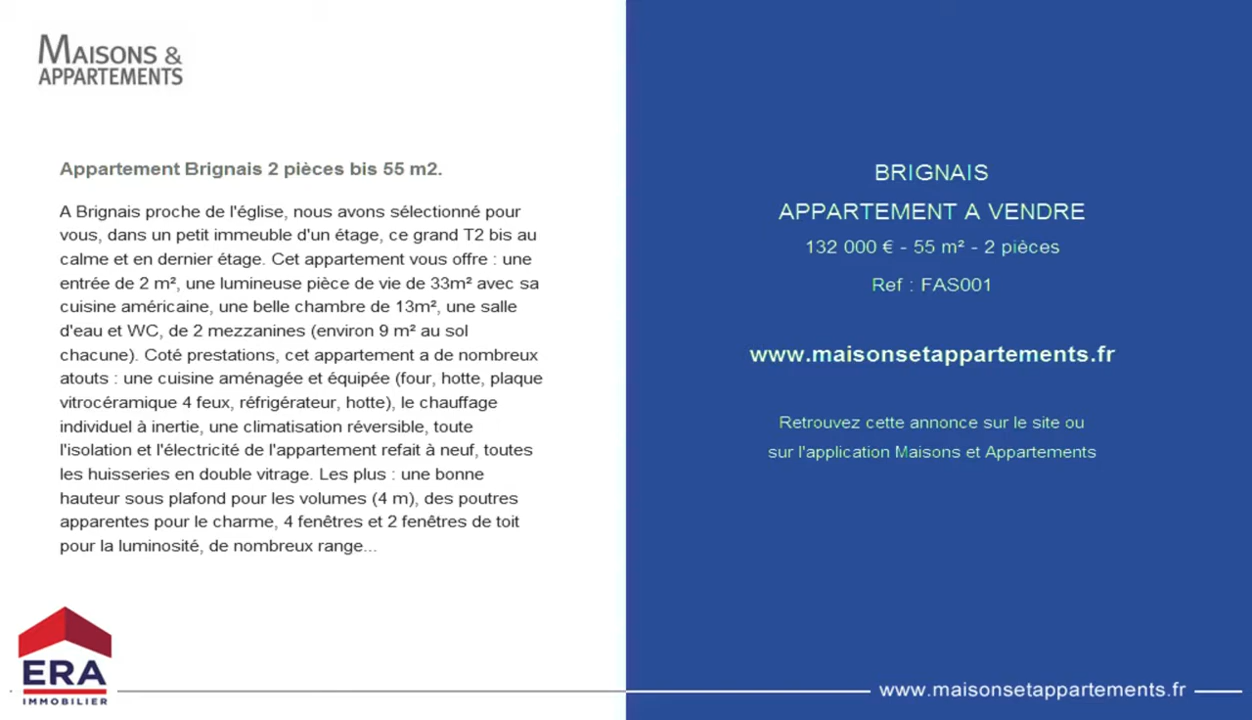 MAISONS &
APPARTEMENTS
Appartement Brignais 2 pièces bis 55 m2.
A Brignais proche de l'église, nous avons sélectionné pour
vous, dans un petit immeuble d'un étage, ce grand T2 bis au
calme et en dernier étage. Cet appartement vous offre : une
entrée de 2 m², une lumineuse pièce de vie de 33m² avec sa
cuisine américaine, une belle chambre de 13m², une salle
d'eau et WC, de 2 mezzanines (environ 9 m² au sol
chacune). Coté prestations, cet appartement a de nombreux
atouts : une cuisine aménagée et équipée (four, hotte, plaque
vitrocéramique 4 feux, réfrigérateur, hotte), le chauffage
individuel à inertie, une climatisation réversible, toute
l'isolation et l'électricité de l'appartement refait à neuf, toutes
les huisseries en double vitrage. Les plus : une bonne
hauteur sous plafond pour les volumes (4 m), des poutres
apparentes pour le charme, 4 fenêtres et 2 fenêtres de toit
pour la luminosité, de nombreux range...
ERA
IMMOBILIER
BRIGNAIS
APPARTEMENT A VENDRE
132 000 € - 55 m² - 2 pièces
Ref : FAS001
www.maisonsetappartements.fr
Retrouvez cette annonce sur le site ou
sur l'application Maisons et Appartements
www.maisonsetappartements.fr